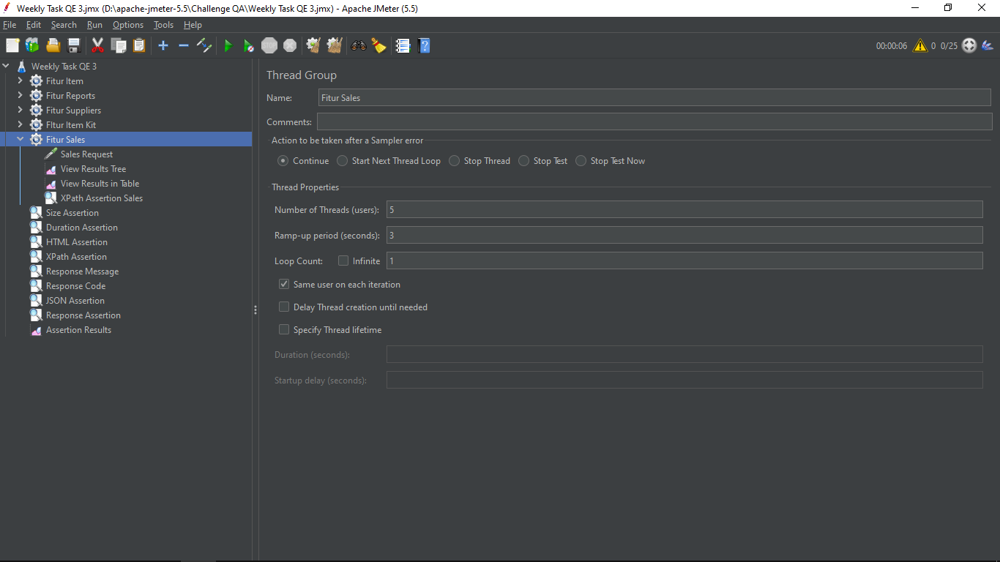 Weekly Task QE 3.jmx (D:\apache-jmeter-5.5\Challenge QA\Weekly Task QE 3.jmx) - Apache JMeter (5.5)
File Edit Search Run Options Tools Help
STOP 00:00:06 0 0/25
Weekly Task QE 3
Fitur Item
Fitur Reports
Fitur Suppliers
FItur Item Kit
Fitur Sales
Sales Request
View Results Tree
View Results in Table
XPath Assertion Sales
Size Assertion
Duration Assertion
HTML Assertion
XPath Assertion
Response Message
Response Code
JSON Assertion
Response Assertion
Assertion Results
Thread Group
Name: Fitur Sales
Comments:
Action to be taken after a Sampler error
Continue Start Next Thread Loop Stop Thread Stop Test Stop Test Now
Thread Properties
Number of Threads (users): 5
Ramp-up period (seconds): 3
Loop Count: Infinite 1
Same user on each iteration
Delay Thread creation until needed
Specify Thread lifetime
Duration (seconds):
Startup delay (seconds):